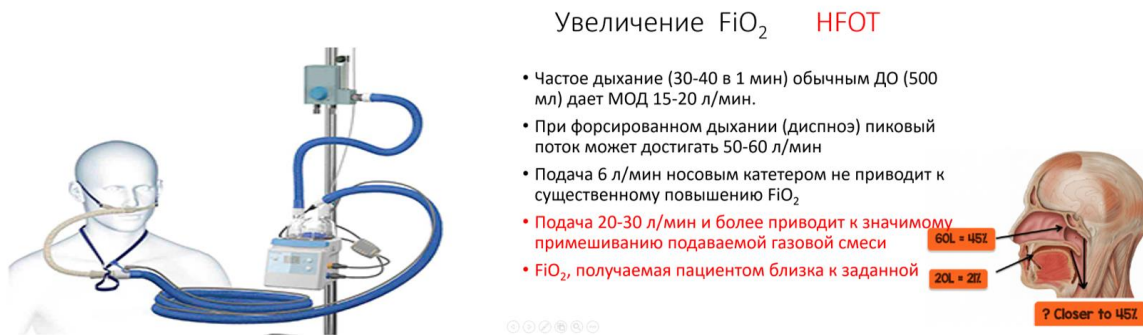 Увеличение FiO₂ HFOT
• Частое дыхание (30-40 в 1 мин) обычным ДО (500
мл) дает МОД 15-20 л/мин.
• При форсированном дыхании (диспноэ) пиковый
поток может достигать 50-60 л/мин
• Подача 6 л/мин носовым катетером не приводит к
существенному повышению FiO₂
• Подача 20-30 л/мин и более приводит к значимому
примешиванию подаваемой газовой смеси
• FiO₂, получаемая пациентом близка к заданной
60L = 45%
20L = 21%
? Closer to 45%